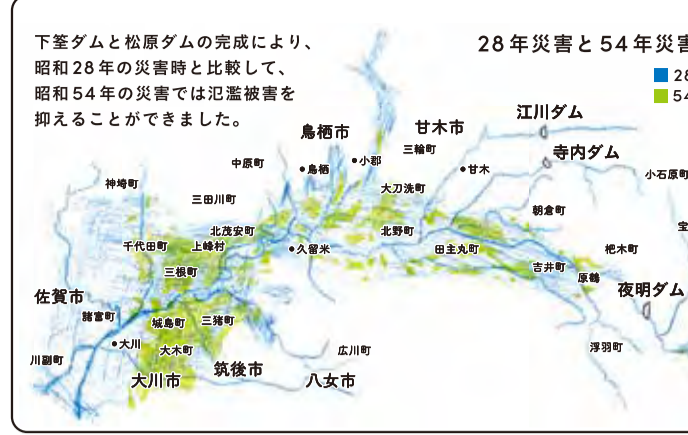 下筌ダムと松原ダムの完成により、
昭和28年の災害時と比較して、
昭和54年の災害では氾濫被害を
抑えることができました。
28年災害と54年災害
28
54
江川ダム
鳥栖市
甘木市
三輪町
寺内ダム
中原町
鳥栖
小郡
甘木
小石原町
神埼町
大刀洗町
三田川町
朝倉町
北茂安町
北野町
千代田町
上峰村
久留米
田主丸町
杷木町
三根町
吉井町
原鶴
夜明ダム
佐賀市
諸富町
城島町
三猪町
大川
大木町
浮羽町
川副町
広川町
筑後市
大川市
八女市